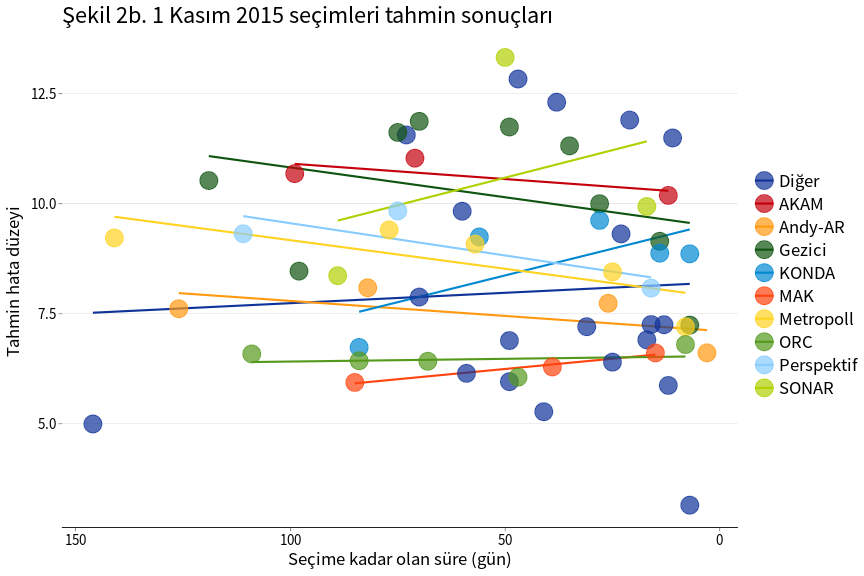 Şekil 2b. 1 Kasım 2015 seçimleri tahmin sonuçları
Tahmin hata düzeyi
12.5
10.0
7.5
5.0
150
100
50
0
Seçime kadar olan süre (gün)
Diğer
AKAM
Andy-AR
Gezici
KONDA
MAK
Metropoll
ORC
Perspektif
SONAR